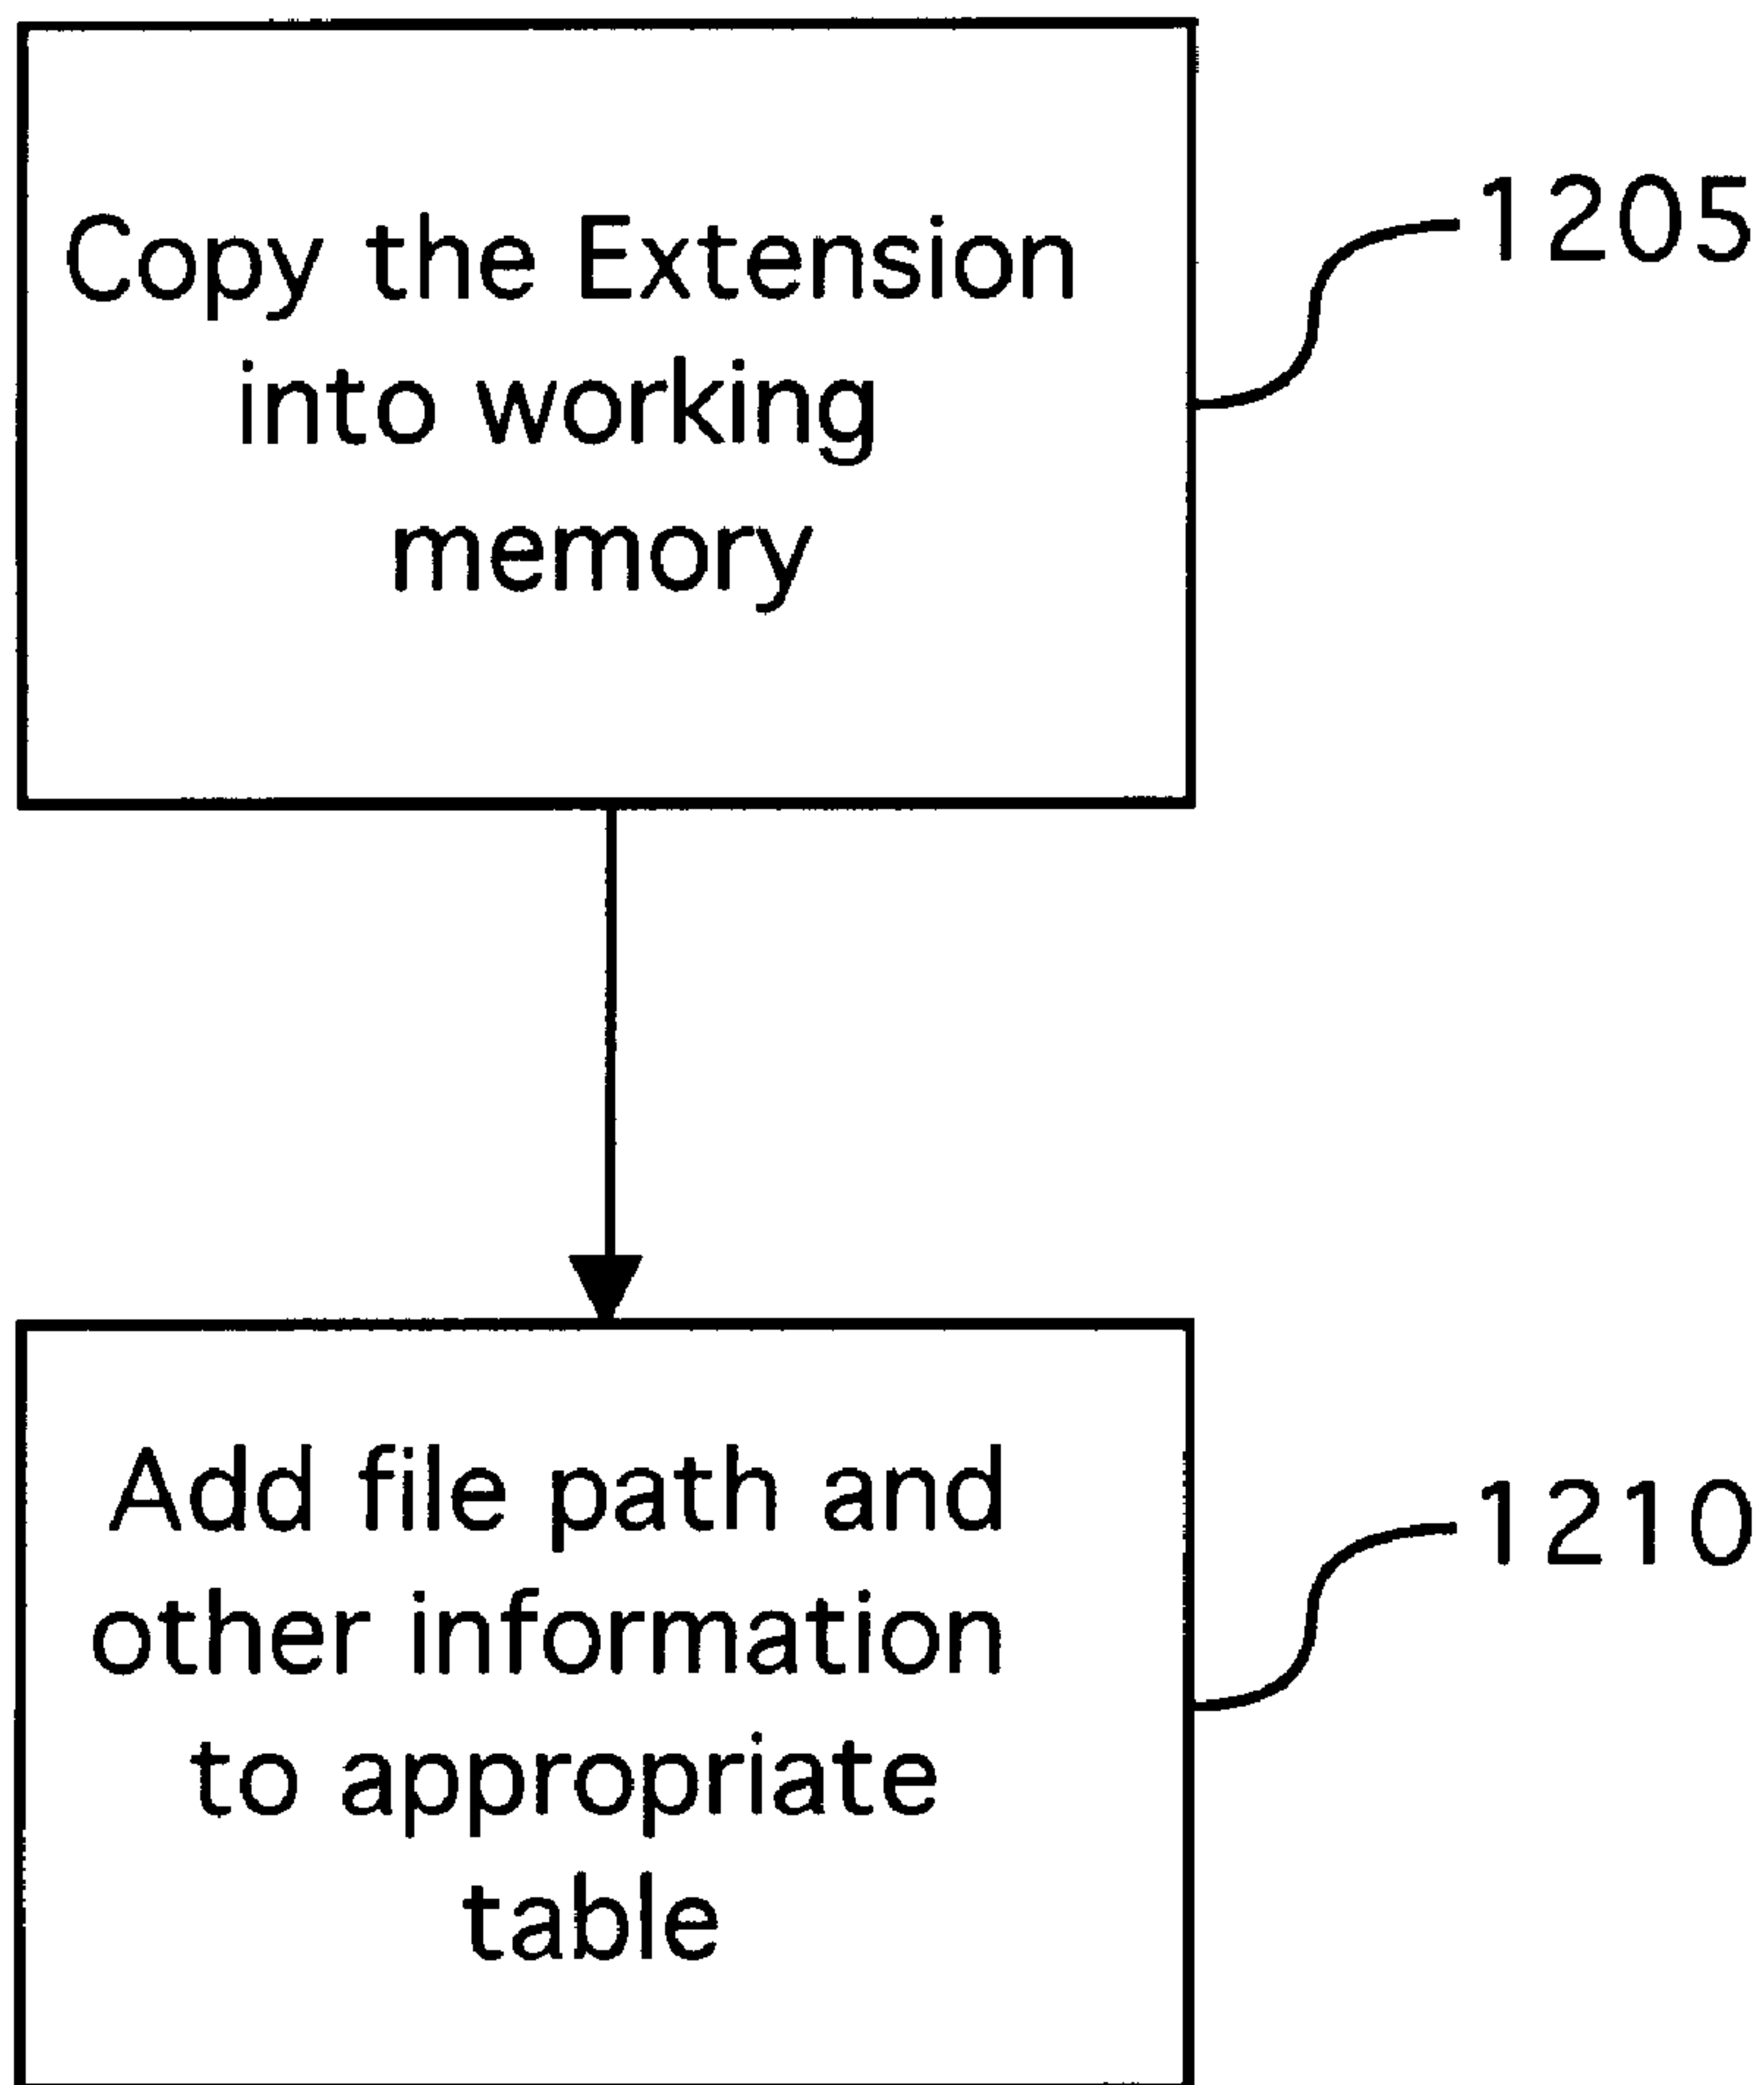 Copy the Extension
into working
memory
1205
Add file path and
other information
to appropriate
table
1210